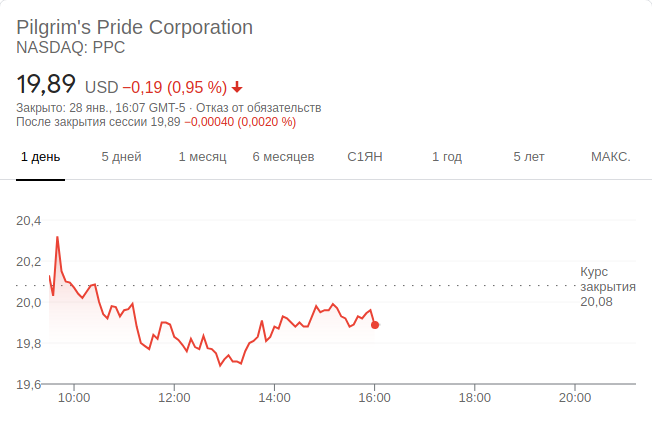 Pilgrim's Pride Corporation
NASDAQ: PPC
19,89 USD −0,19 (0,95 %)
Закрыто: 28 янв., 16:07 GMT-5 · Отказ от обязательств
После закрытия сессии 19,89 −0,00040 (0,0020 %)
1 день 5 дней 1 месяц 6 месяцев С1ЯН 1 год 5 лет МАКС.
20,4
20,2
20,0
19,8
19,6
Курс
закрытия
20,08
10:00 12:00 14:00 16:00 18:00 20:00